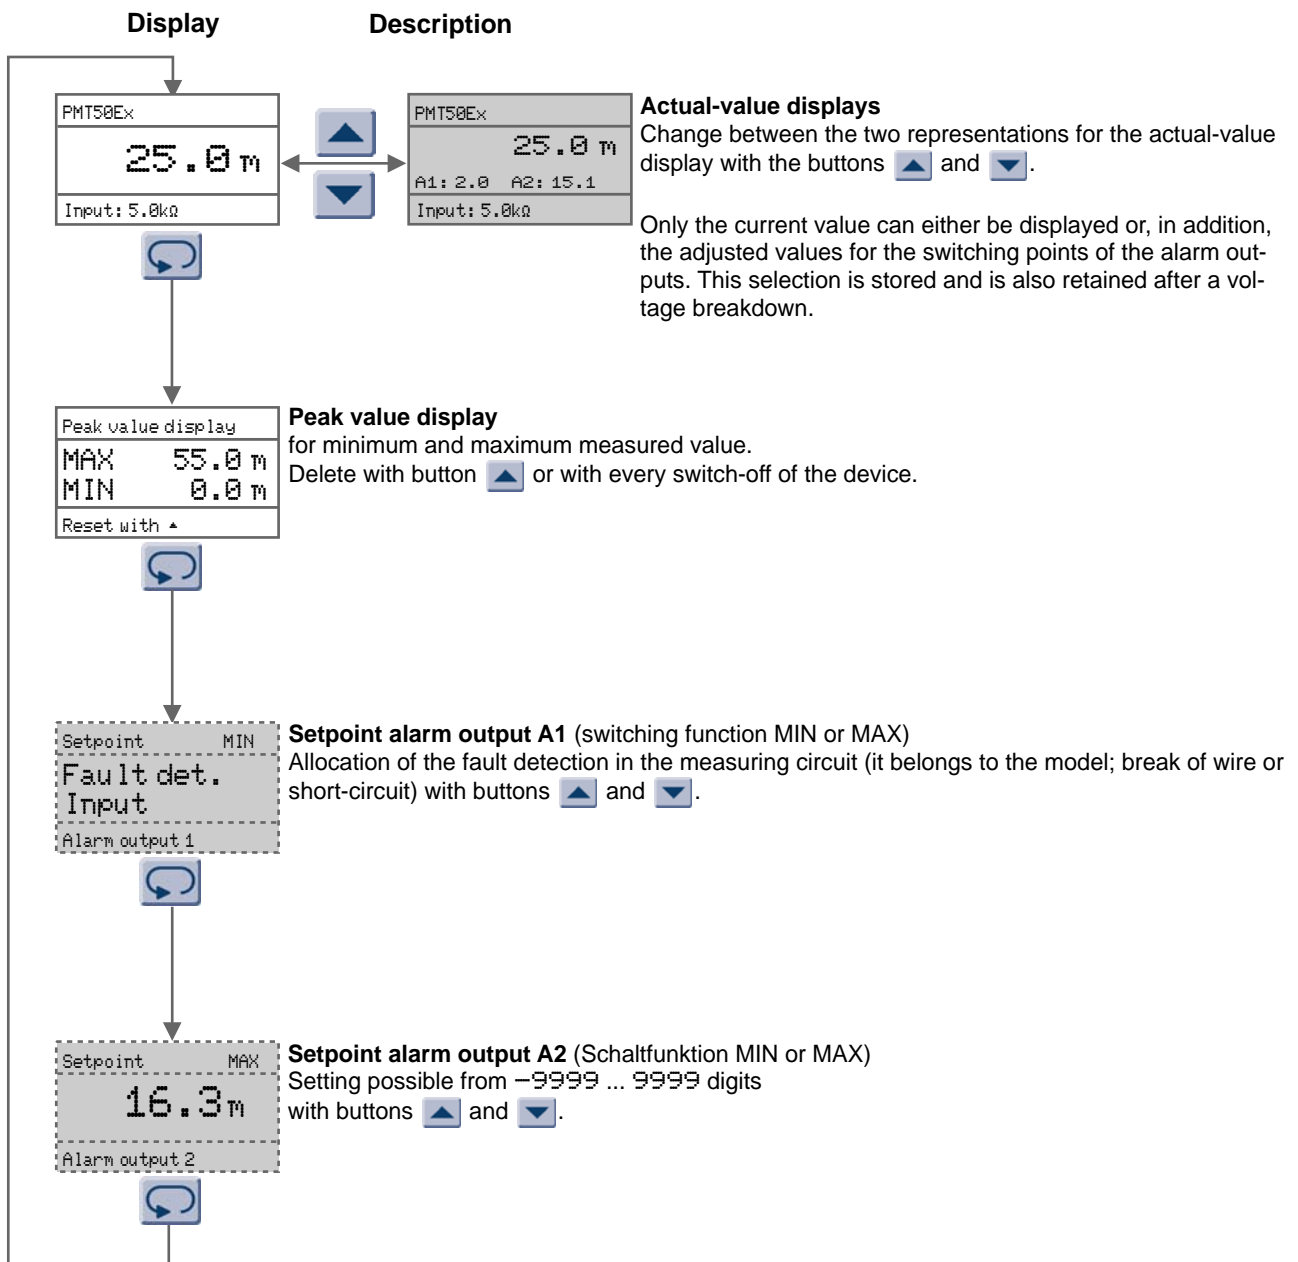 Display Description
PMT50Ex
25.0 m
Input: 5.0kΩ
PMT50Ex
25.0 m
A1: 2.0 A2: 15.1
Input: 5.0kΩ
Actual-value displays
Change between the two representations for the actual-value
display with the buttons ▲ and ▼.
Only the current value can either be displayed or, in addition,
the adjusted values for the switching points of the alarm out-
puts. This selection is stored and is also retained after a vol-
tage breakdown.
Peak value display
MAX 55.0 m
MIN 0.0 m
Reset with ▲
Peak value display
for minimum and maximum measured value.
Delete with button ▲ or with every switch-off of the device.
Setpoint MIN
Fault det.
Input
Alarm output 1
Setpoint alarm output A1 (switching function MIN or MAX)
Allocation of the fault detection in the measuring circuit (it belongs to the model; break of wire or
short-circuit) with buttons ▲ and ▼.
Setpoint MAX
16.3 m
Alarm output 2
Setpoint alarm output A2 (Schaltfunktion MIN or MAX)
Setting possible from −9999 ... 9999 digits
with buttons ▲ and ▼.